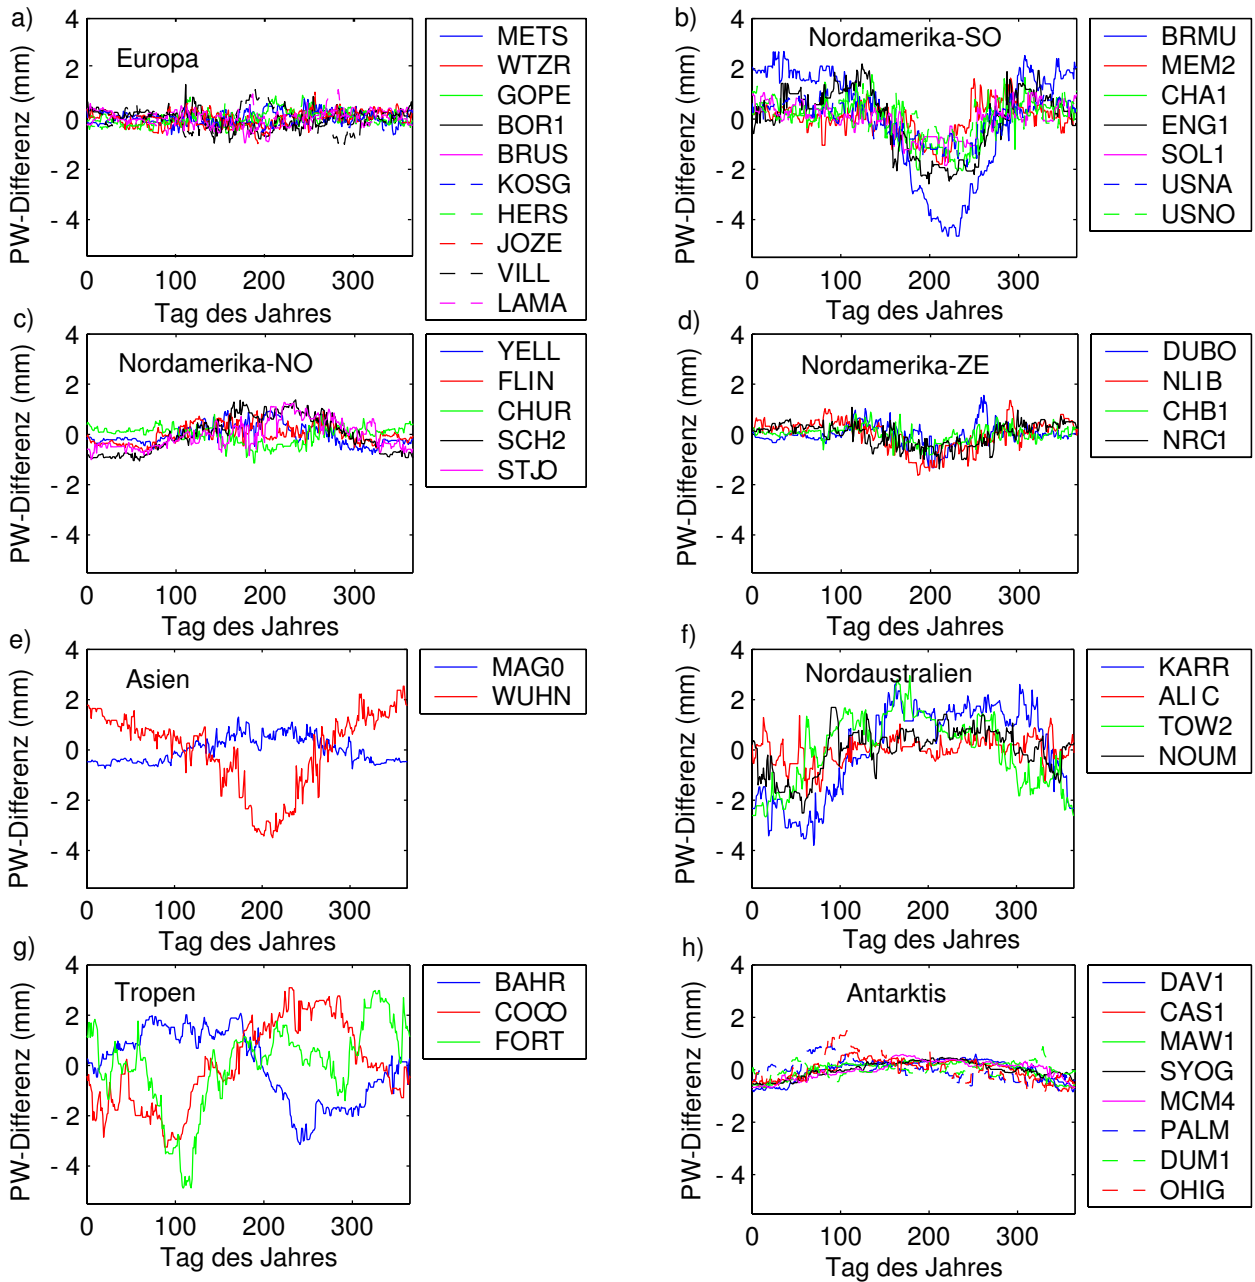 a)
4
2
0
- 2
- 4
PW-Differenz (mm)
Europa
0 100 200 300
Tag des Jahres
METS
WTZR
GOPE
BOR1
BRUS
KOSG
HERS
JOZE
VILL
LAMA
b)
4
2
0
- 2
- 4
PW-Differenz (mm)
Nordamerika-SO
0 100 200 300
Tag des Jahres
BRMU
MEM2
CHA1
ENG1
SOL1
USNA
USNO
c)
4
2
0
- 2
- 4
PW-Differenz (mm)
Nordamerika-NO
0 100 200 300
Tag des Jahres
YELL
FLIN
CHUR
SCH2
STJO
d)
4
2
0
- 2
- 4
PW-Differenz (mm)
Nordamerika-ZE
0 100 200 300
Tag des Jahres
DUBO
NLIB
CHB1
NRC1
e)
4
2
0
- 2
- 4
PW-Differenz (mm)
Asien
0 100 200 300
Tag des Jahres
MAG0
WUHN
f)
4
2
0
- 2
- 4
PW-Differenz (mm)
Nordaustralien
0 100 200 300
Tag des Jahres
KARR
ALIC
TOW2
NOUM
g)
4
2
0
- 2
- 4
PW-Differenz (mm)
Tropen
0 100 200 300
Tag des Jahres
BAHR
COCO
FORT
h)
4
2
0
- 2
- 4
PW-Differenz (mm)
Antarktis
0 100 200 300
Tag des Jahres
DAV1
CAS1
MAW1
SYOG
MCM4
PALM
DUM1
OHIG